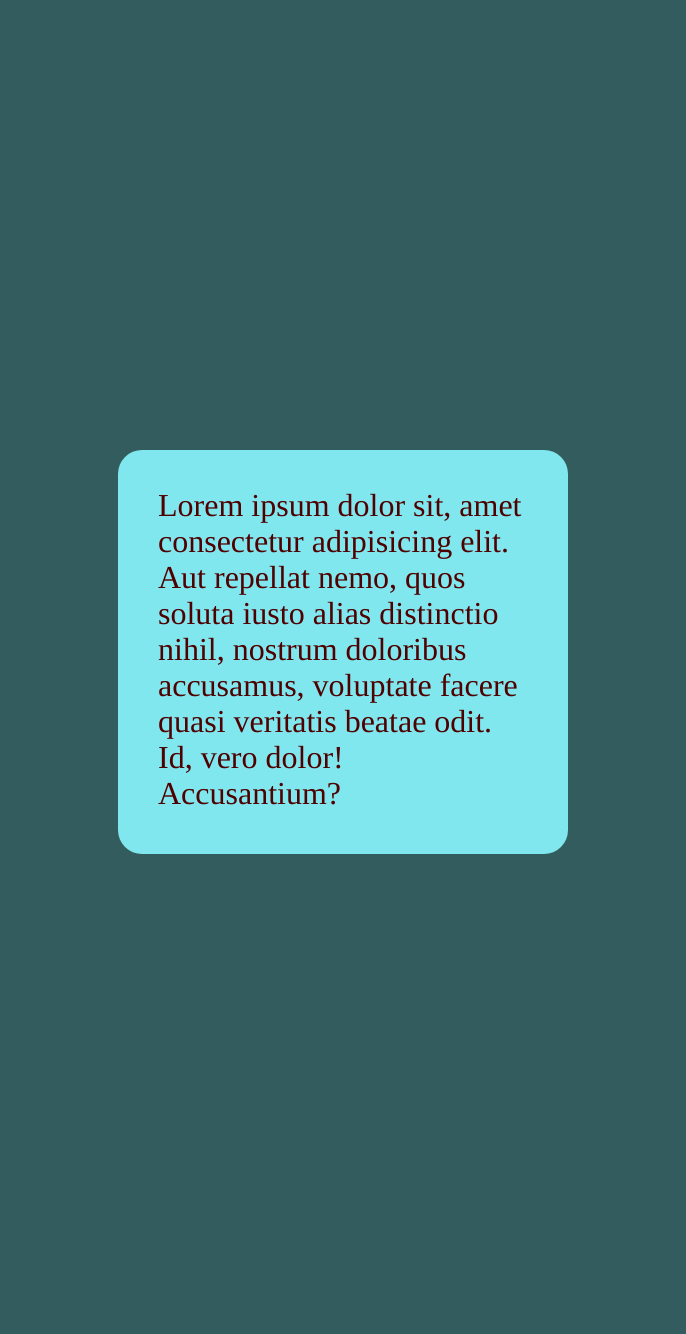 Lorem ipsum dolor sit, amet
consectetur adipisicing elit.
Aut repellat nemo, quos
soluta iusto alias distinctio
nihil, nostrum doloribus
accusamus, voluptate facere
quasi veritatis beatae odit.
Id, vero dolor!
Accusantium?